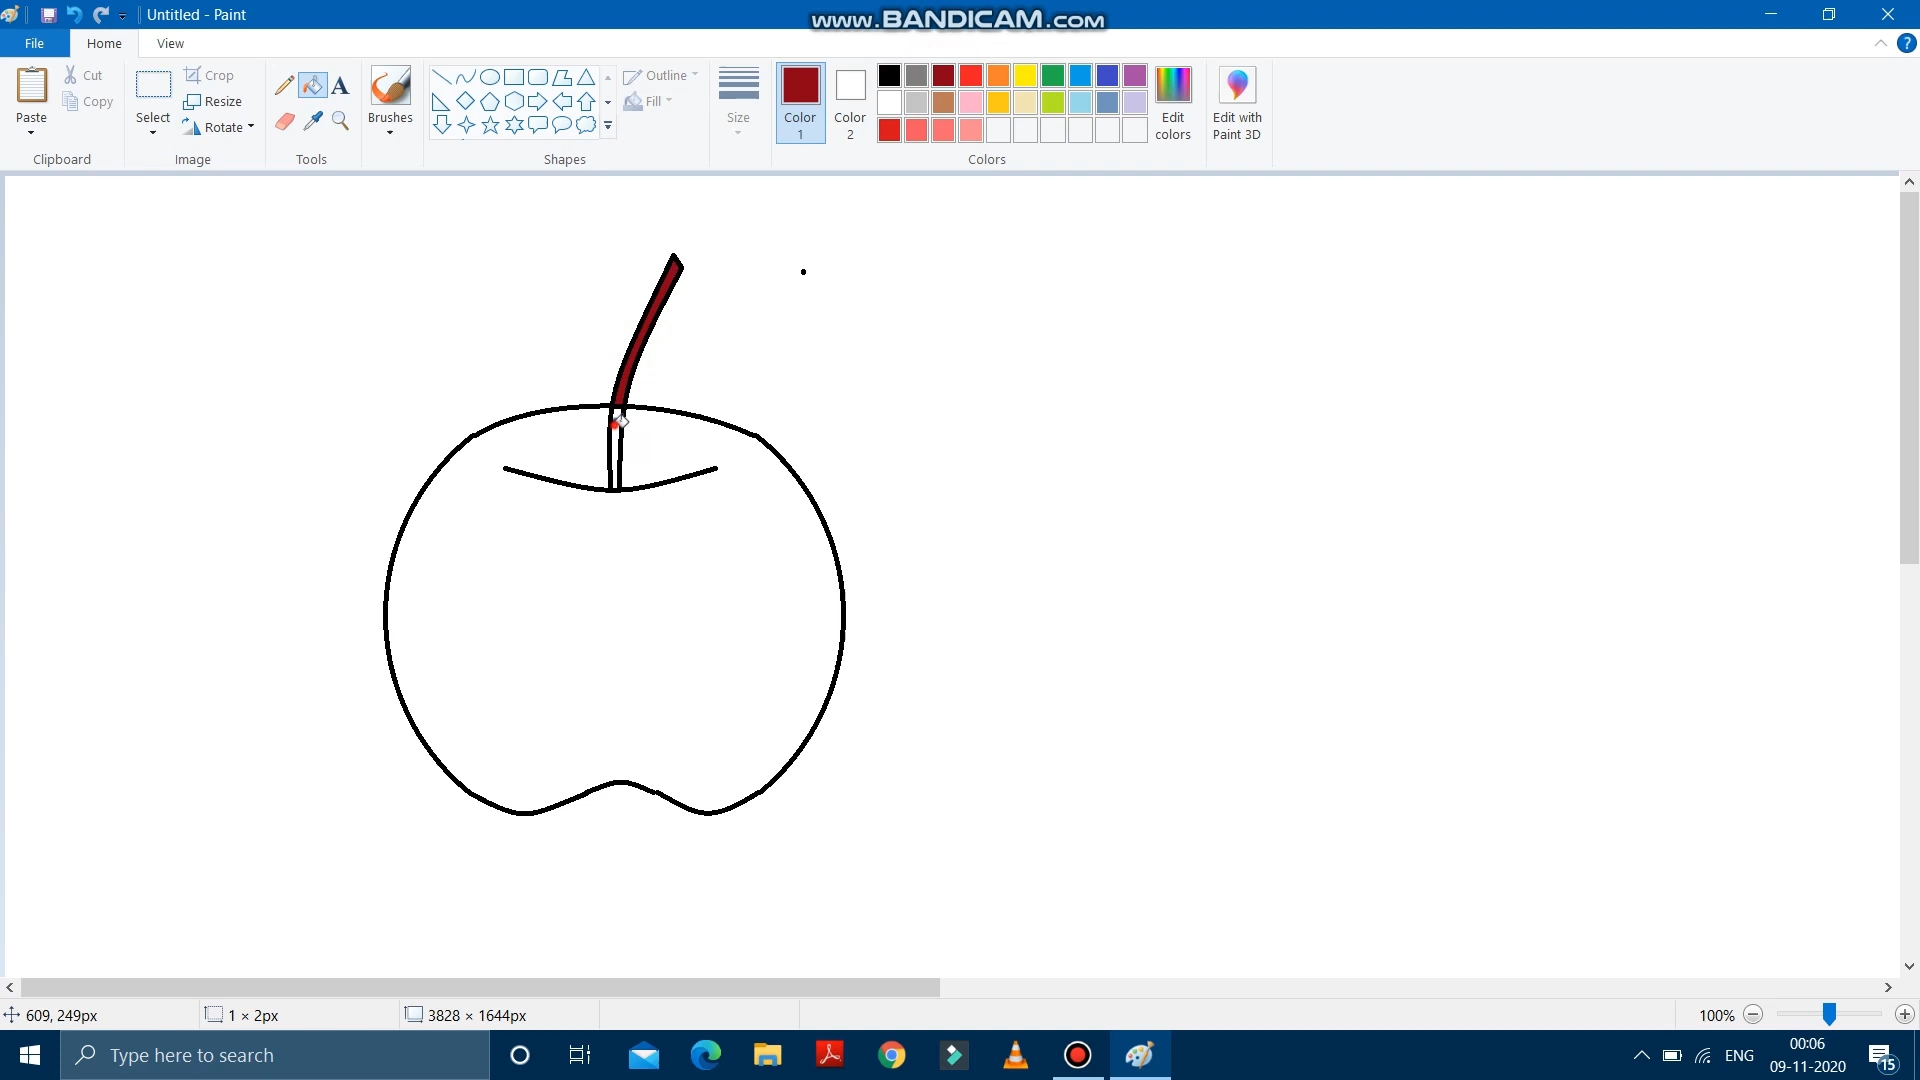 Untitled - Paint
www.BANDICAM.com
File
Home
View
?
Paste
Cut
Copy
Clipboard
Select
Crop
Resize
Rotate
Image
A
Tools
Brushes
Outline
Fill
Shapes
Size
Color 1
Color 2
Edit colors
Colors
Edit with Paint 3D
609, 249px
1 × 2px
3828 × 1644px
100%
Type here to search
ENG
00:06
09-11-2020
15